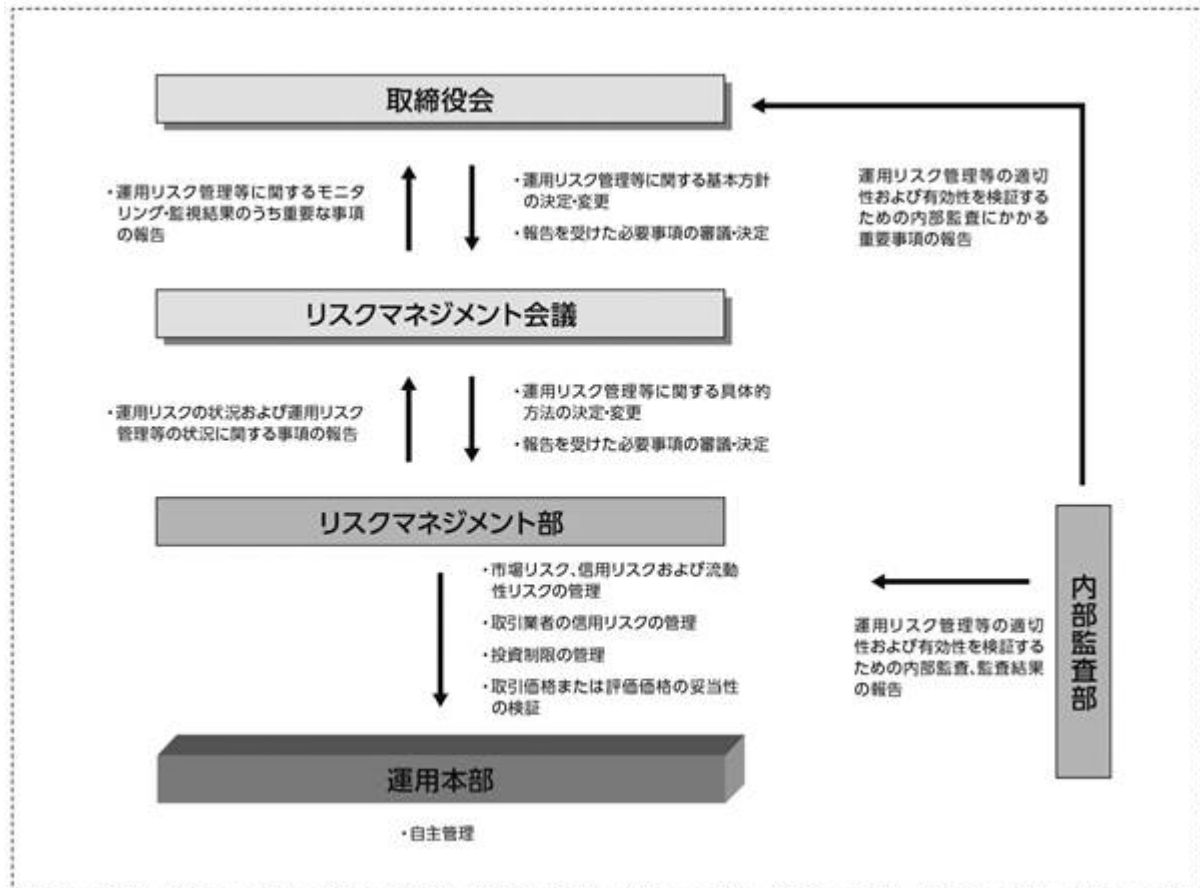 取締役会
・運用リスク管理等に関するモニタ
リング・監視結果のうち重要な事項
の報告
・運用リスク管理等に関する基本方針
の決定・変更
・報告を受けた必要事項の審議・決定
運用リスク管理等の適切
性および有効性を検証する
ための内部監査にかかる
重要事項の報告
リスクマネジメント会議
・運用リスクの状況および運用リスク
管理等の状況に関する事項の報告
・運用リスク管理等に関する具体的
方法の決定・変更
・報告を受けた必要事項の審議・決定
リスクマネジメント部
・市場リスク、信用リスクおよび流動
性リスクの管理
・取引業者の信用リスクの管理
・投資制限の管理
・取引価格または評価価格の妥当性
の検証
運用リスク管理等の適切
性および有効性を検証する
ための内部監査、監査結果
の報告
内部監査部
運用本部
・自主管理